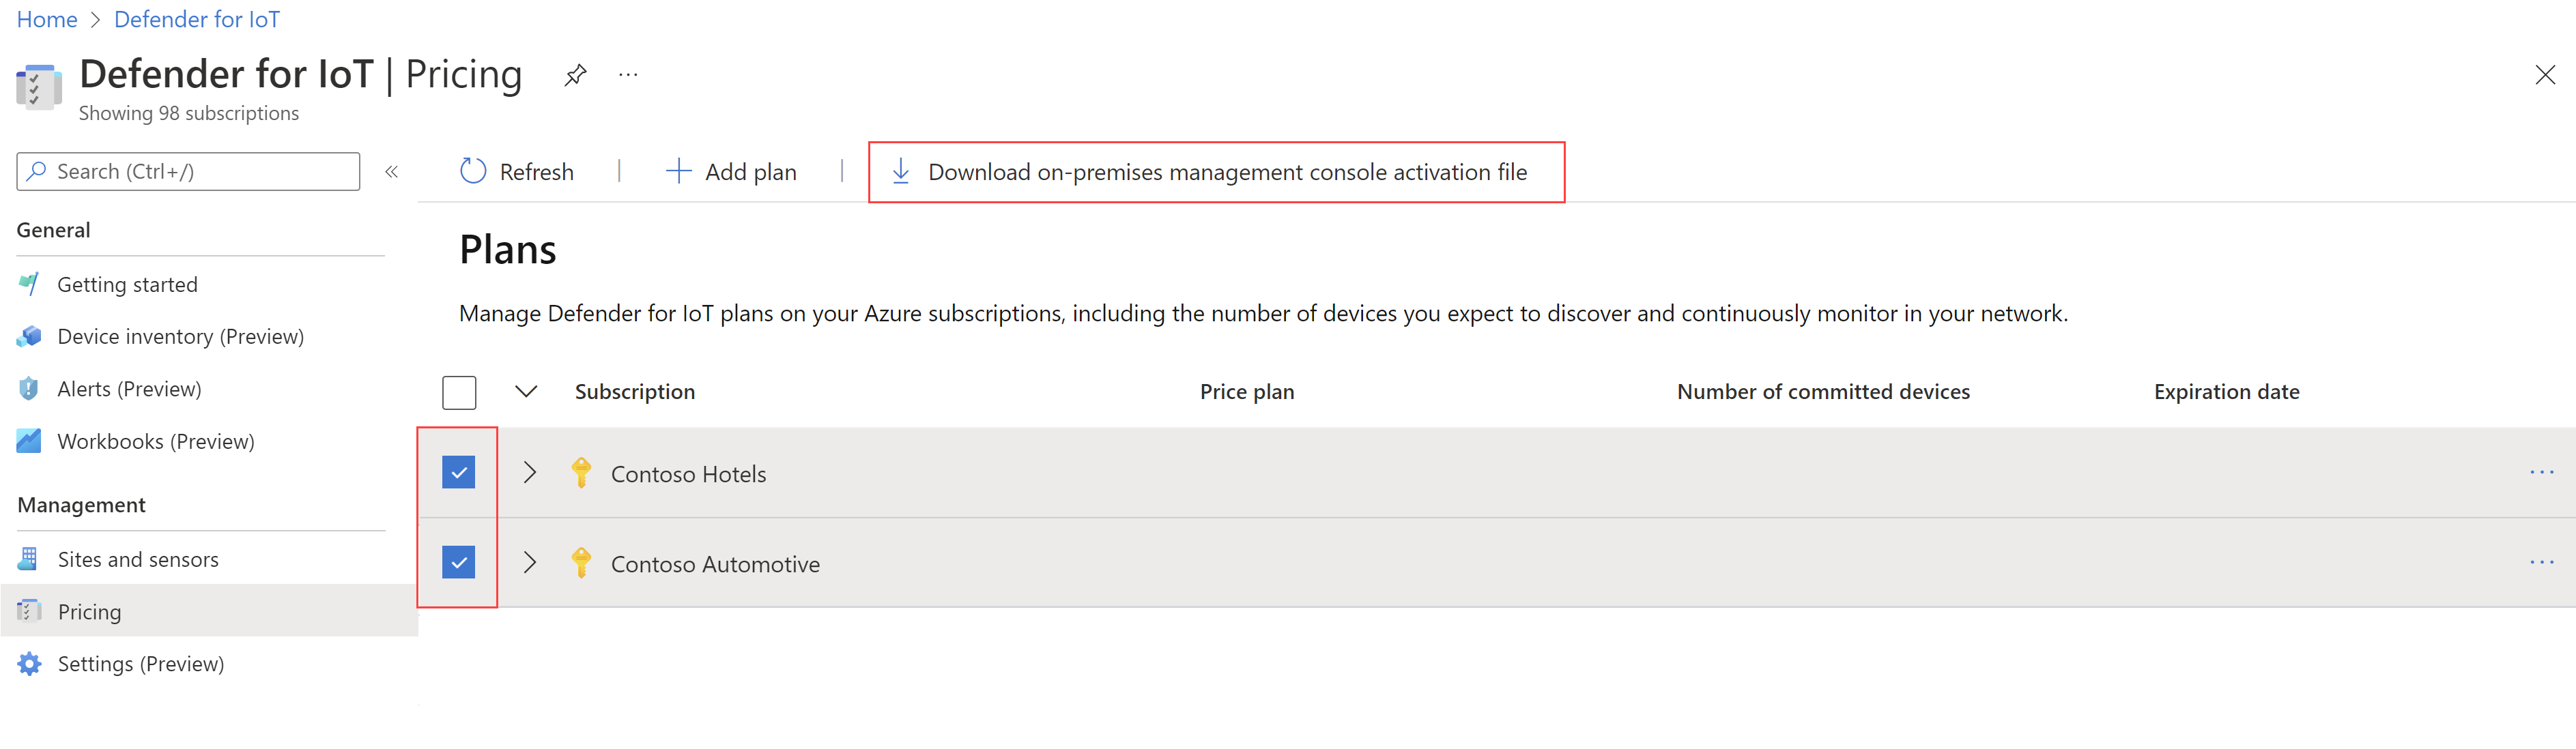 Home > Defender for IoT
Defender for IoT | Pricing
Showing 98 subscriptions
Search (Ctrl+/)
General
Getting started
Device inventory (Preview)
Alerts (Preview)
Workbooks (Preview)
Management
Sites and sensors
Pricing
Settings (Preview)
Refresh | Add plan | Download on-premises management console activation file
Plans
Manage Defender for IoT plans on your Azure subscriptions, including the number of devices you expect to discover and continuously monitor in your network.
Subscription Price plan Number of committed devices Expiration date
Contoso Hotels
Contoso Automotive